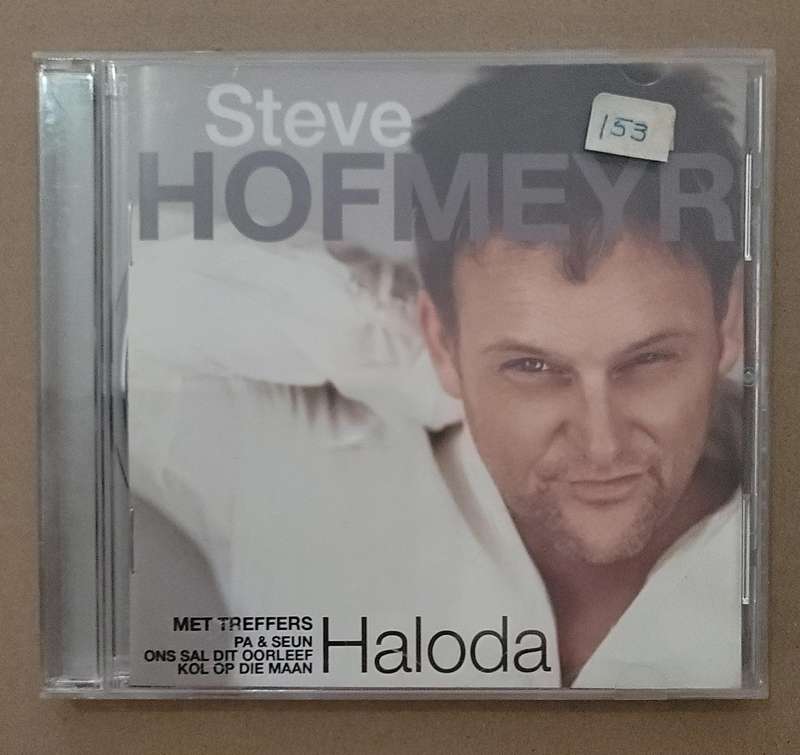 Steve
HOFMEYR
153
MET TREFFERS
PA & SEUN
ONS SAL DIT OORLEEF
KOL OP DIE MAAN
Haloda